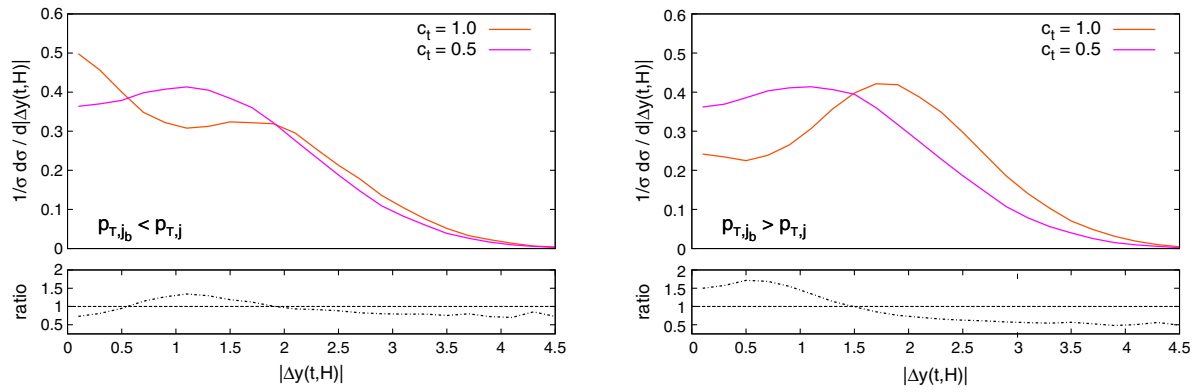 1/σ dσ / d|Δy(t,H)|
0.6
0.5
0.4
0.3
0.2
0.1
0
c_t = 1.0
c_t = 0.5
p_{T,j_b} < p_{T,j}
ratio
2
1.5
1
0.5
0 0.5 1 1.5 2 2.5 3 3.5 4 4.5
|Δy(t,H)|
1/σ dσ / d|Δy(t,H)|
0.6
0.5
0.4
0.3
0.2
0.1
0
c_t = 1.0
c_t = 0.5
p_{T,j_b} > p_{T,j}
ratio
2
1.5
1
0.5
0 0.5 1 1.5 2 2.5 3 3.5 4 4.5
|Δy(t,H)|